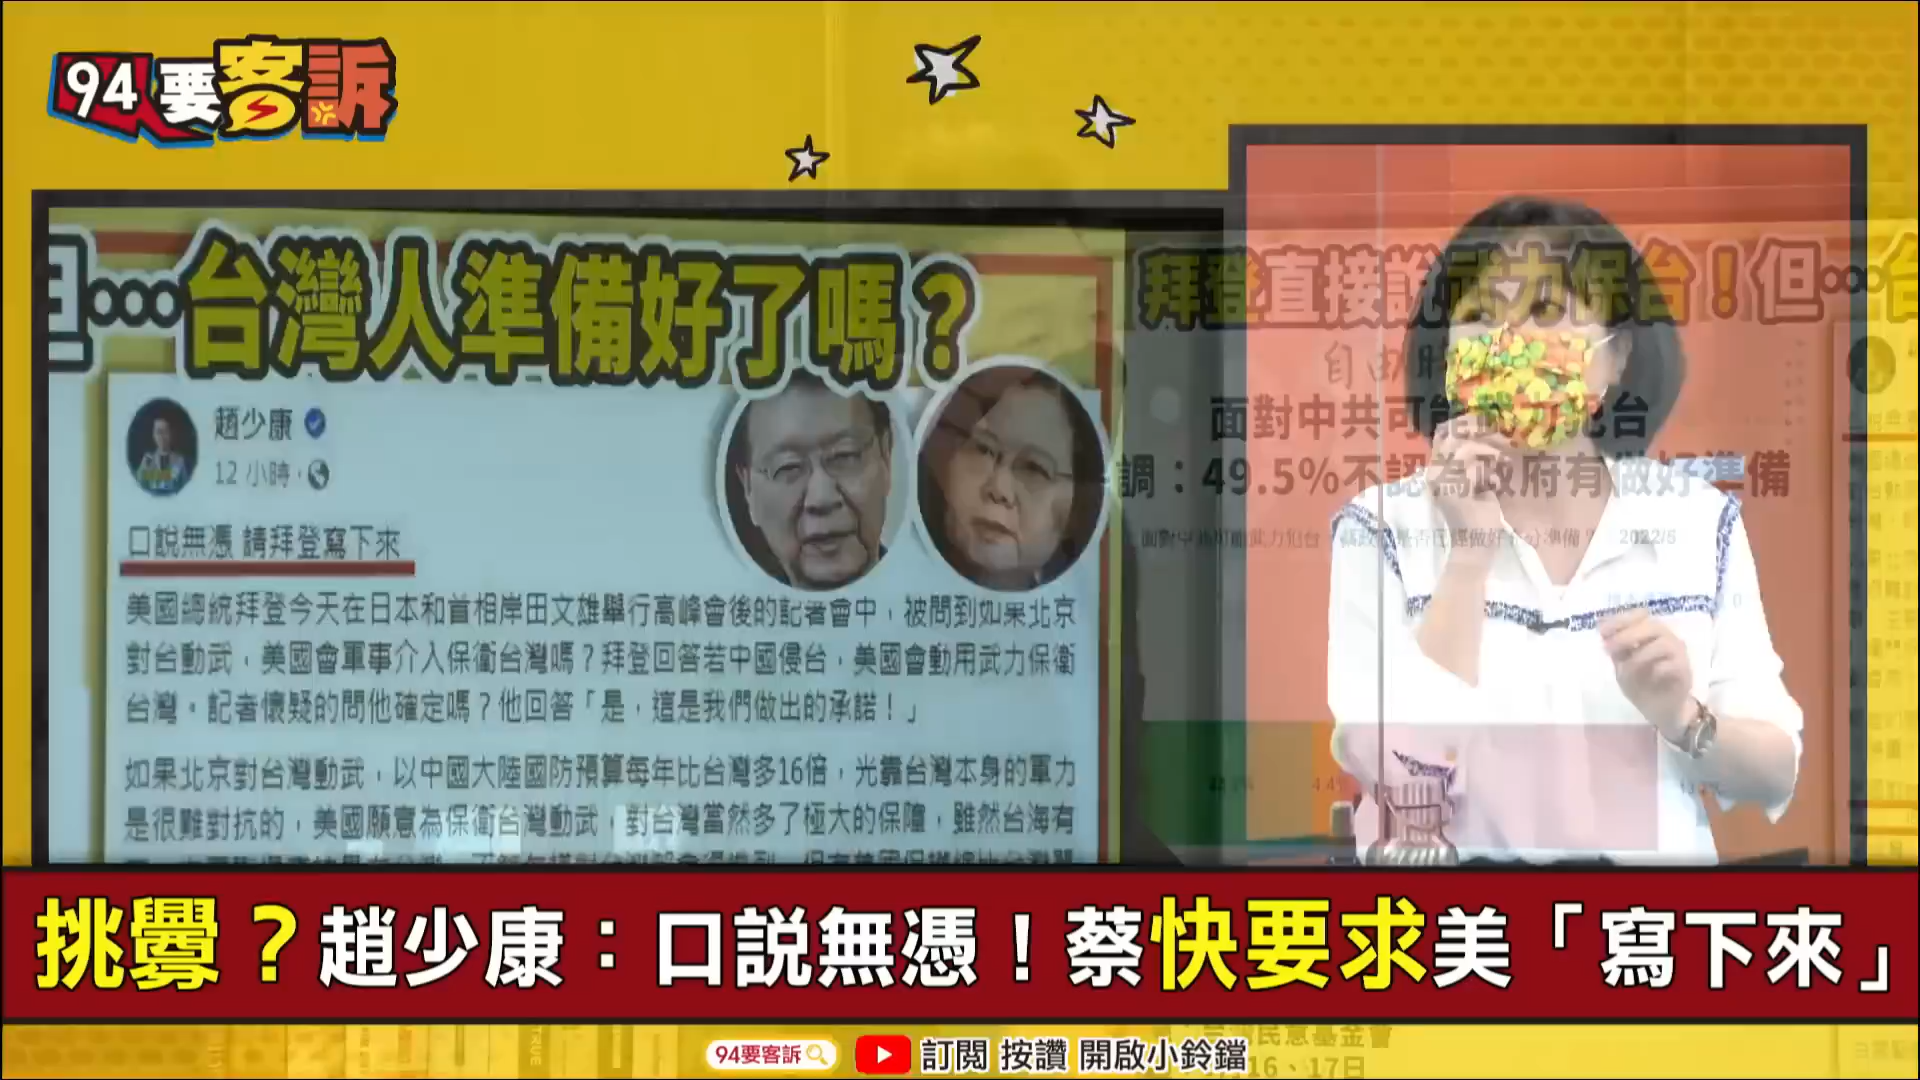 94要客訴
但…台灣人準備好了嗎？
拜登直接說武力保台！但…台
趙少康
12 小時
口說無憑 請拜登寫下來
美國總統拜登今天在日本和首相岸田文雄舉行高峰會後的記者會中，被問到如果北京
對台動武，美國會軍事介入保衛台灣嗎？拜登回答若中國侵台，美國會動用武力保衛
台灣。記者懷疑的問他確定嗎？他回答「是，這是我們做出的承諾！」
如果北京對台灣動武，以中國大陸國防預算每年比台灣多16倍，光靠台灣本身的軍力
是很難對抗的，美國願意為保衛台灣動武，對台灣當然多了極大的保障，雖然台海有
面對中共可能武力犯台
調：49.5%不認為政府有做好準備
2022/5
挑釁？趙少康：口說無憑！蔡快要求美「寫下來」
94要客訴
訂閱 按讚 開啟小鈴鐺
16、17日